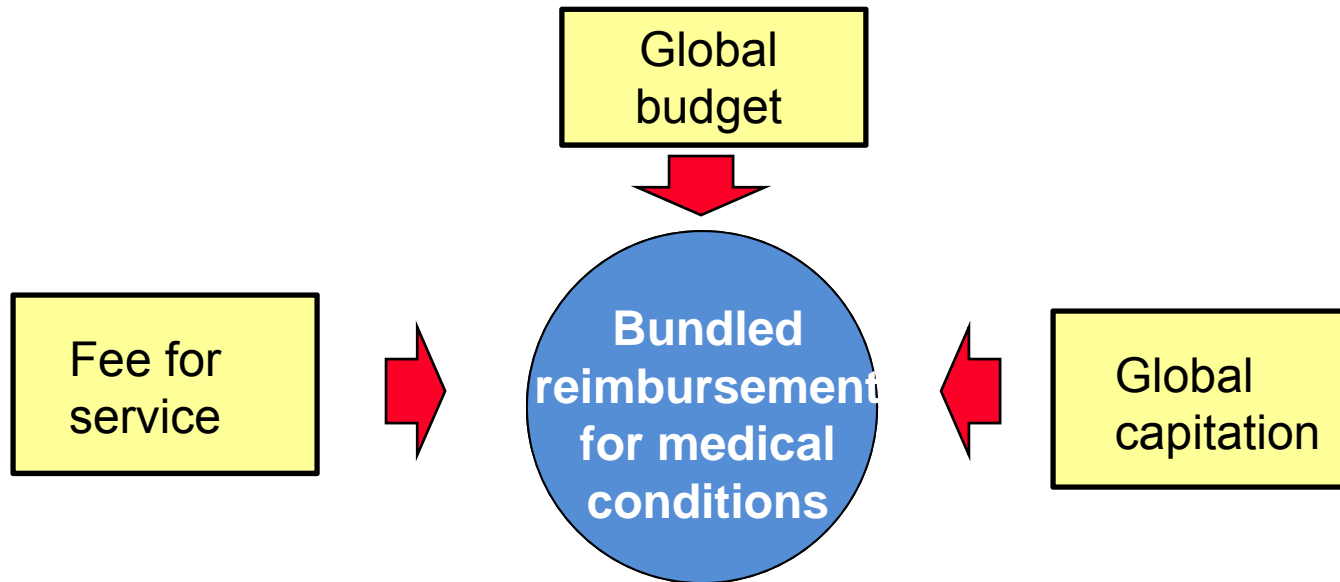 Global
budget
Fee for
service
Bundled
reimbursement
for medical
conditions
Global
capitation